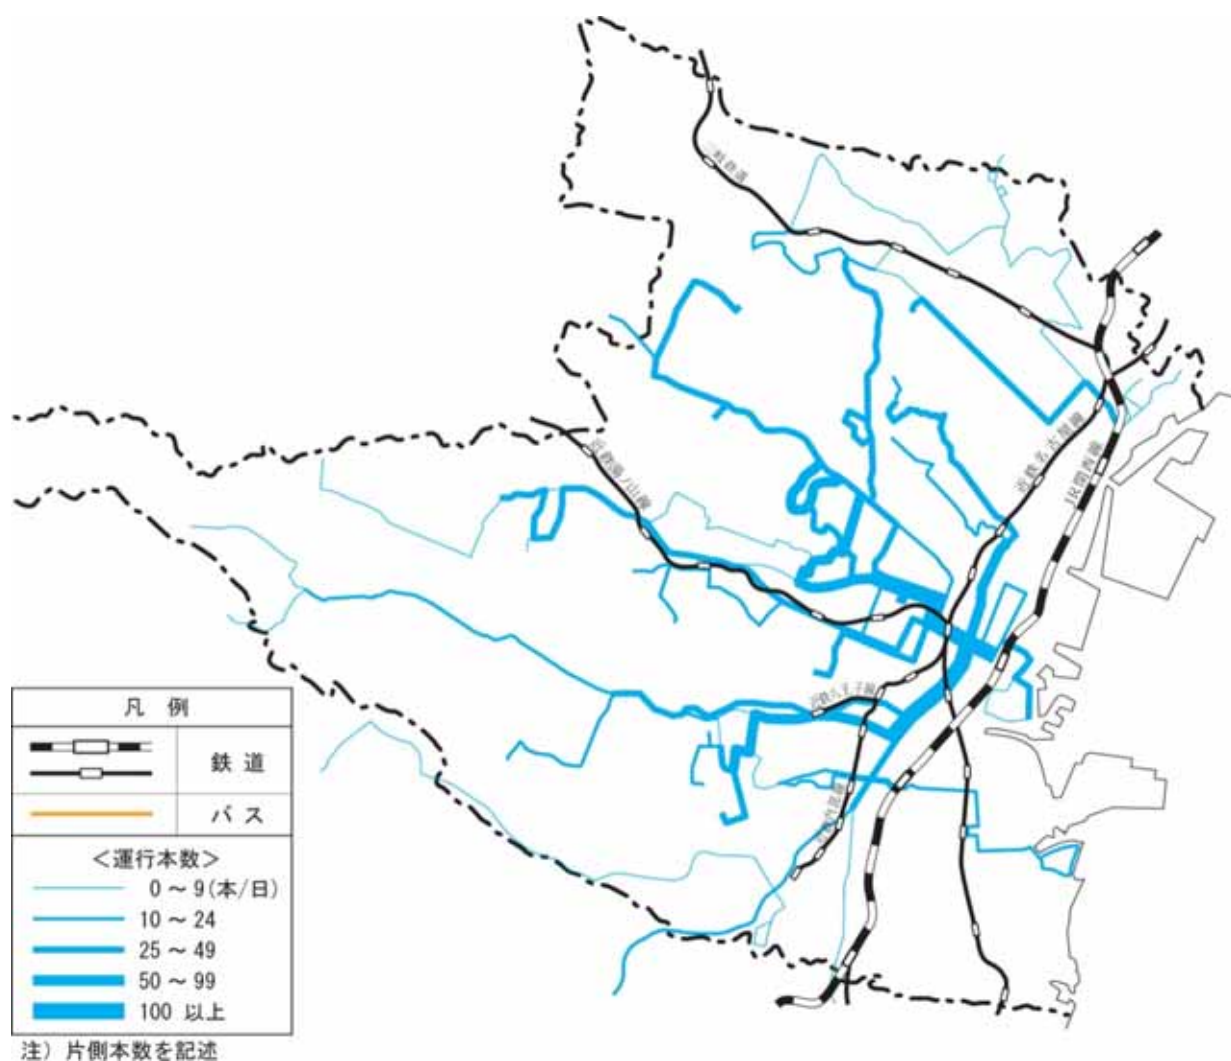 三岐鉄道
近鉄湯ノ山線
近鉄名古屋線
JR関西線
近鉄八王子線
凡 例
鉄 道
バ ス
＜運行本数＞
0 ～ 9(本/日)
10 ～ 24
25 ～ 49
50 ～ 99
100 以上
注）片側本数を記述